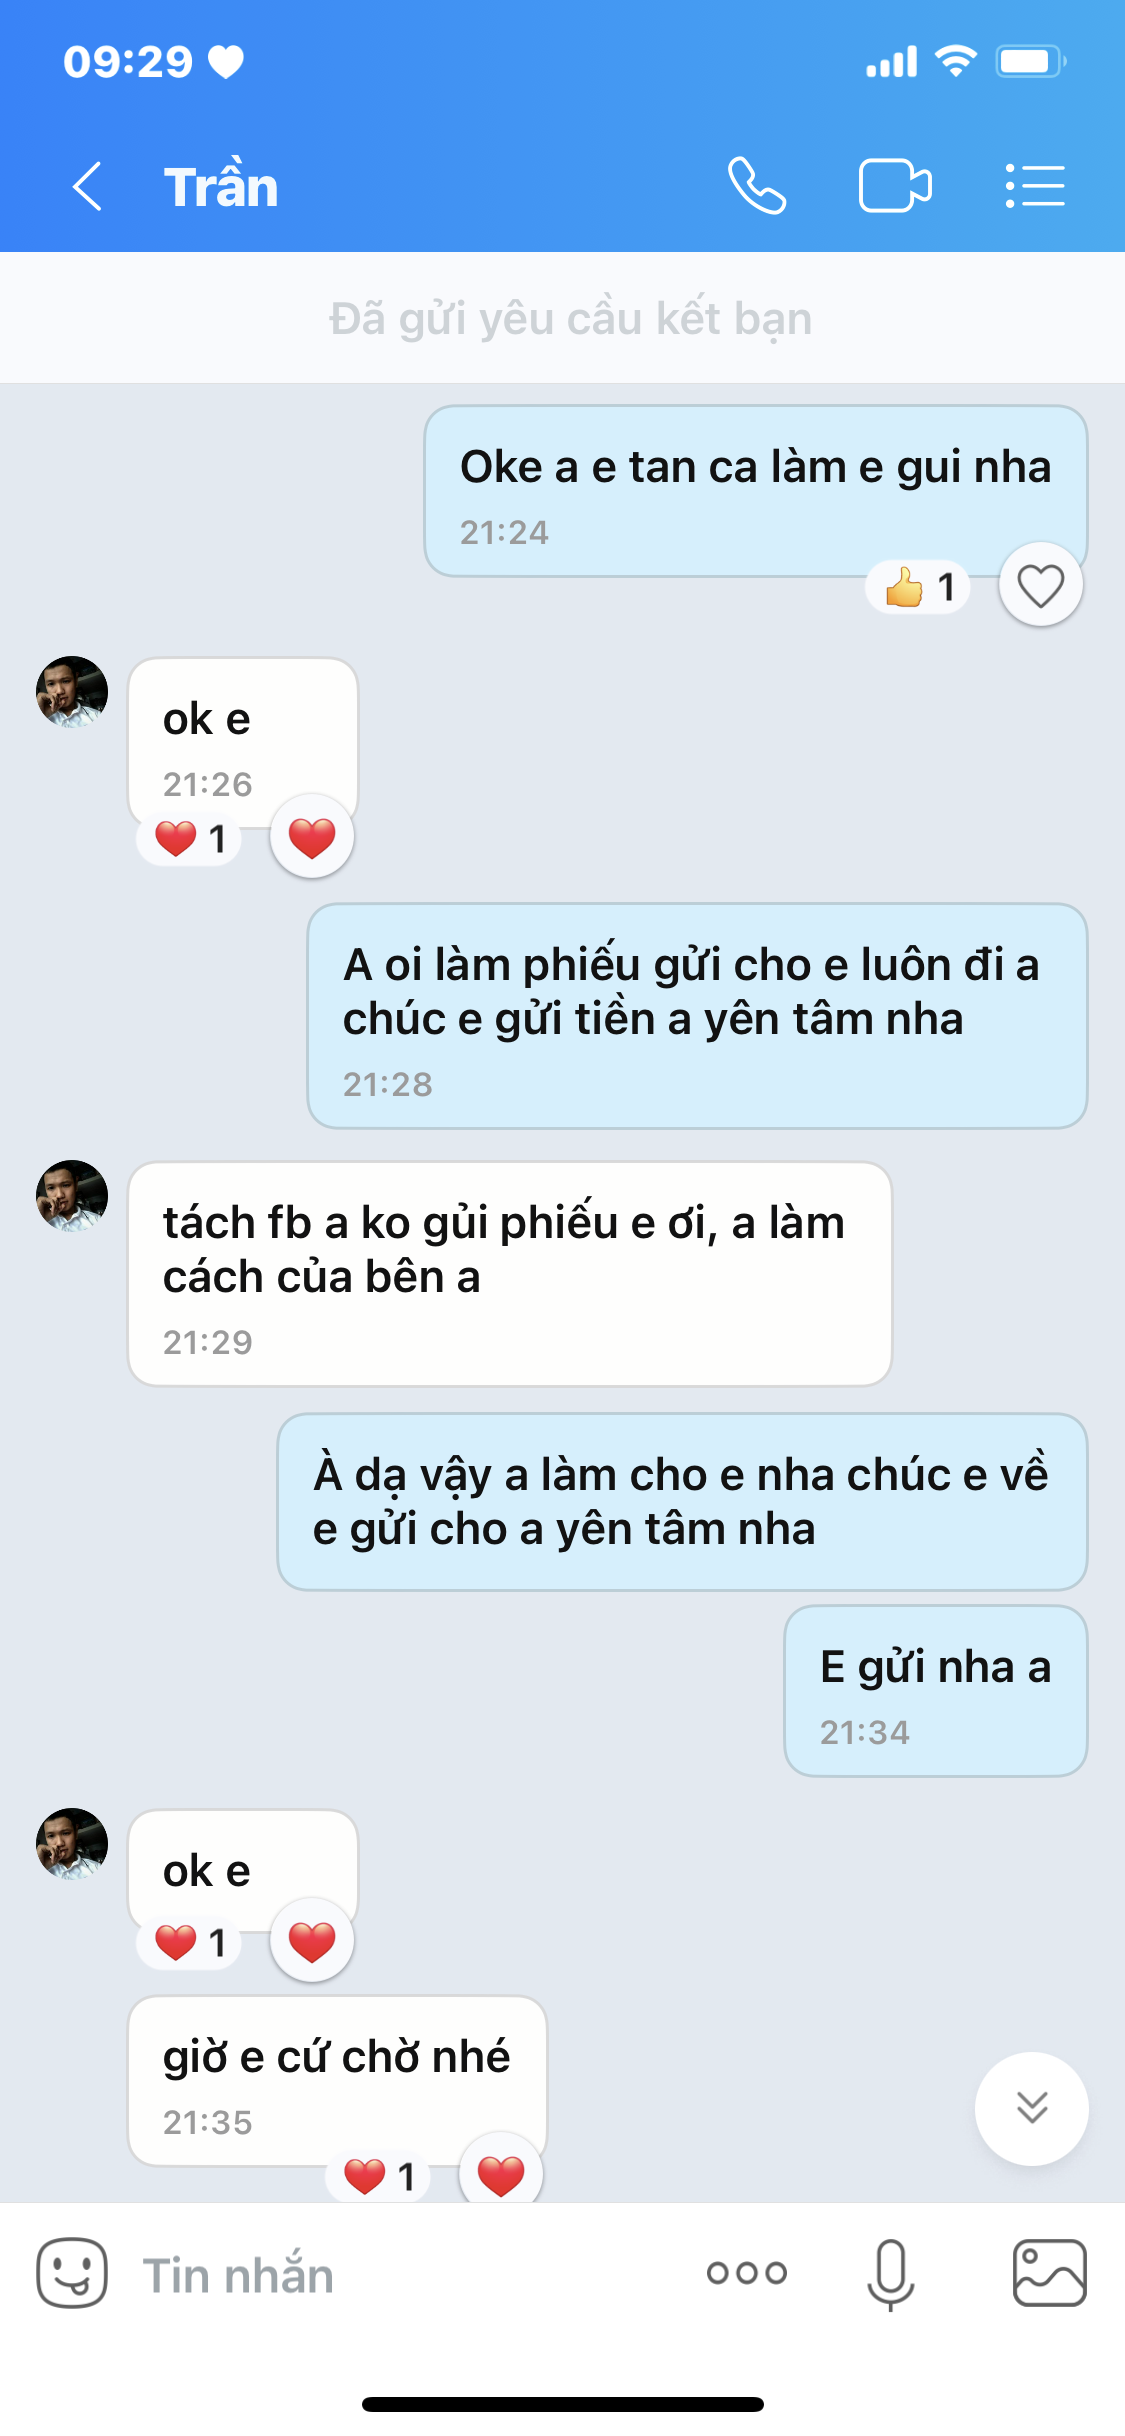 09:29
Trần
Đã gửi yêu cầu kết bạn
Oke a e tan ca làm e gui nha
21:24
1
ok e
21:26
1
A oi làm phiếu gửi cho e luôn đi a
chúc e gửi tiền a yên tâm nha
21:28
tách fb a ko gủi phiếu e ơi, a làm
cách của bên a
21:29
À dạ vậy a làm cho e nha chúc e về
e gửi cho a yên tâm nha
E gửi nha a
21:34
ok e
1
giờ e cứ chờ nhé
21:35
1
Tin nhắn